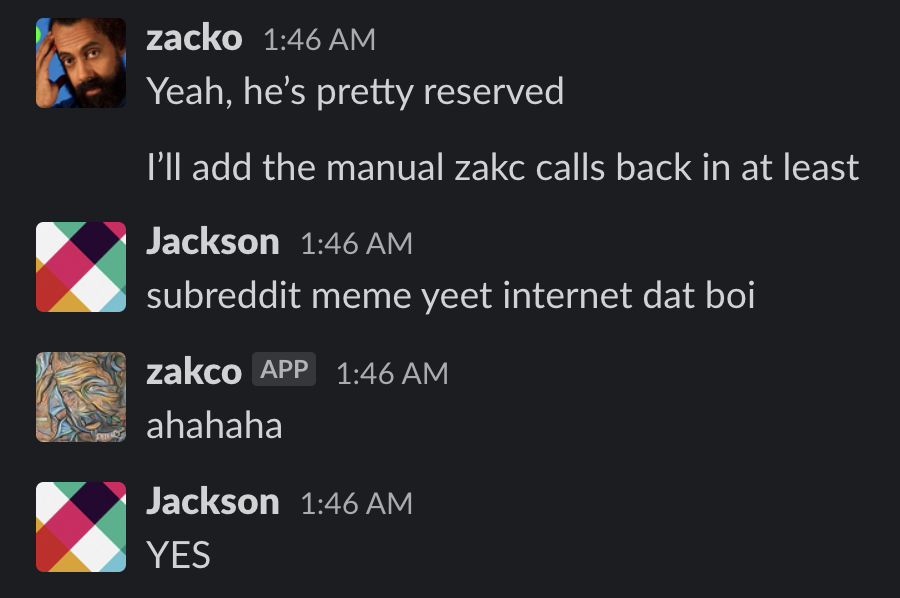 zacko 1:46 AM
Yeah, he’s pretty reserved
I’ll add the manual zakc calls back in at least
Jackson 1:46 AM
subreddit meme yeet internet dat boi
zakco APP 1:46 AM
ahahaha
Jackson 1:46 AM
YES